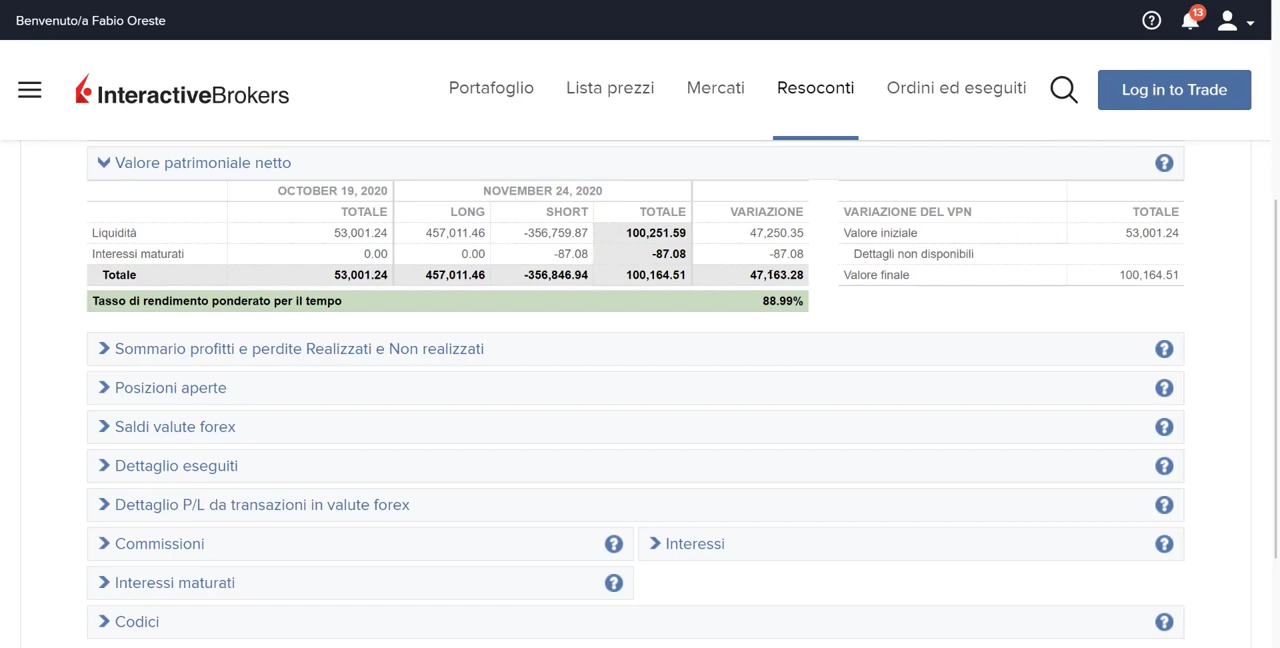 Benvenuto/a Fabio Oreste
13
InteractiveBrokers
Portafoglio Lista prezzi Mercati Resoconti Ordini ed eseguiti
Log in to Trade
Valore patrimoniale netto
OCTOBER 19, 2020 NOVEMBER 24, 2020
TOTALE LONG SHORT TOTALE VARIAZIONE
Liquidità 53,001.24 457,011.46 -356,759.87 100,251.59 47,250.35
Interessi maturati 0.00 0.00 -87.08 -87.08 -87.08
Totale 53,001.24 457,011.46 -356,846.94 100,164.51 47,163.28
Tasso di rendimento ponderato per il tempo 88.99%
VARIAZIONE DEL VPN TOTALE
Valore iniziale 53,001.24
Dettagli non disponibili
Valore finale 100,164.51
Sommario profitti e perdite Realizzati e Non realizzati
Posizioni aperte
Saldi valute forex
Dettaglio eseguiti
Dettaglio P/L da transazioni in valute forex
Commissioni
Interessi
Interessi maturati
Codici